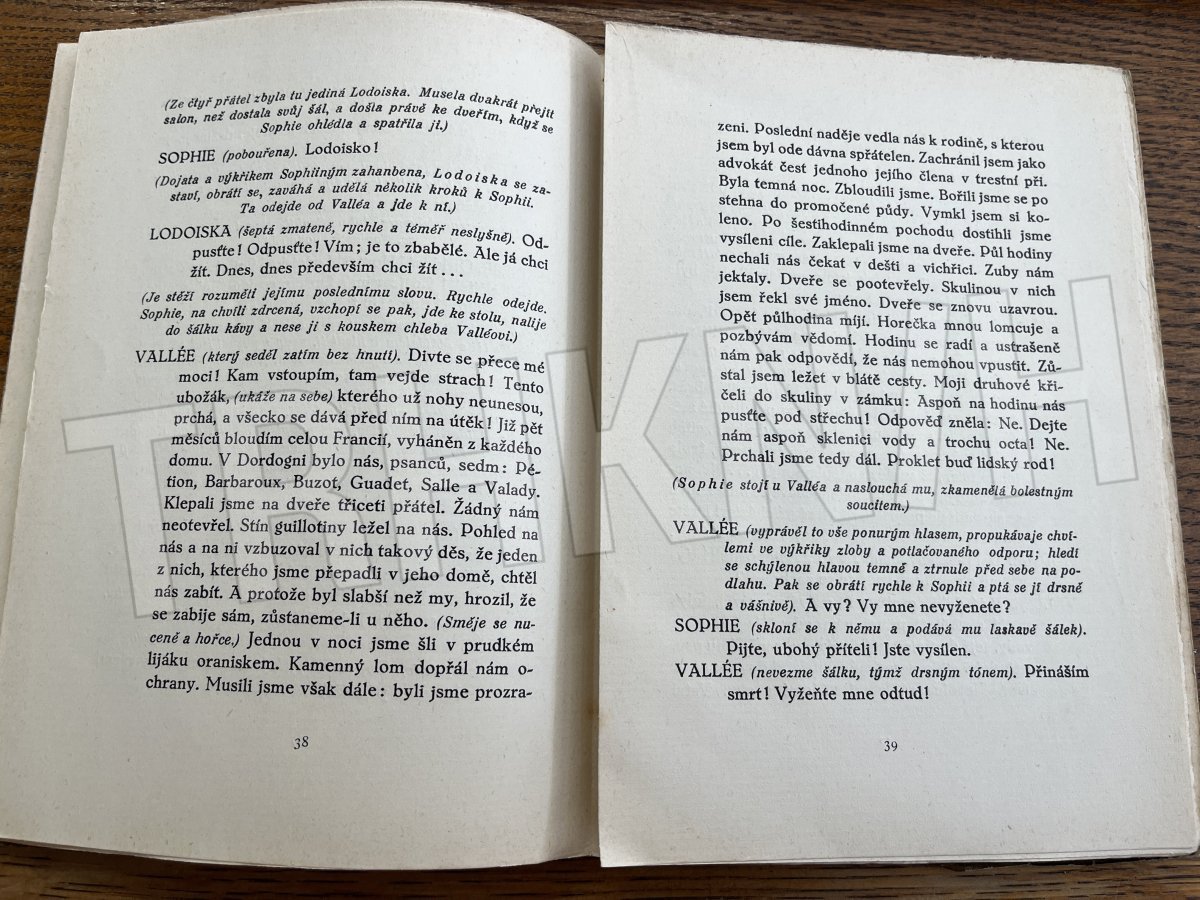 (Ze čtyř přátel zbyla tu jediná Lodoiska. Musela dvakrát přejít
salon, než dostala svůj šál, a došla právě ke dveřím, když se
Sophie ohlédla a spatřila ji.)
SOPHIE (pobouřena). Lodoisko!
(Dojata a výkřikem Sophiiným zahanbena, Lodoiska se za-
staví, obrátí se, zaváhá a udělá několik kroků k Sophii.
Ta odejde od Valléa a jde k ní.)
LODOISKA (šeptá zmateně, rychle a téměř neslyšně). Od-
pusťte! Odpusťte! Vím; je to zbabělé. Ale já chci
žít. Dnes, dnes především chci žít ...
(Je stěží rozuměti jejímu poslednímu slovu. Rychle odejde.
Sophie, na chvíli zdrcená, vzchopí se pak, jde ke stolu, nalije
do šálku kávy a nese ji s kouskem chleba Valléovi.)
VALLÉE (který seděl zatím bez hnutí). Divte se přece mé
moci! Kam vstoupím, tam vejde strach! Tento
ubožák, (ukáže na sebe) kterého už nohy neunesou,
prchá, a všecko se dává před ním na útěk! Již pět
měsíců bloudím celou Francií, vyháněn z každého
domu. V Dordogni bylo nás, psanců, sedm: Pé-
tion, Barbaroux, Buzot, Guadet, Salle a Valady.
Klepali jsme na dveře třiceti přátel. Žádný nám
neotevřel. Stín guillotiny ležel na nás. Pohled na
nás a na ni vzbuzoval v nich takový děs, že jeden
z nich, kterého jsme přepadli v jeho domě, chtěl
nás zabít. A protože byl slabší než my, hrozil, že
se zabije sám, zůstaneme-li u něho. (Směje se nu-
ceně a hořce.) Jednou v noci jsme šli v prudkém
lijáku oraniskem. Kamenný lom dopřál nám o-
chrany. Musili jsme však dále: byli jsme prozra-
38
zeni. Poslední naděje vedla nás k rodině, s kterou
jsem byl ode dávna spřátelen. Zachránil jsem jako
advokát čest jednoho jejího člena v trestní při.
Byla temná noc. Zbloudili jsme. Bořili jsme se po
stehna do promočené půdy. Vymkl jsem si ko-
leno. Po šestihodinném pochodu dostihli jsme
vysíleni cíle. Zaklepali jsme na dveře. Půl hodiny
nechali nás čekat v dešti a vichřici. Zuby nám
jektaly. Dveře se pootevřely. Skulinou v nich
jsem řekl své jméno. Dveře se znovu uzavrou.
Opět půlhodina míjí. Horečka mnou lomcuje a
pozbývám vědomí. Hodinu se radí a ustrašeně
nám pak odpovědí, že nás nemohou vpustit. Zů-
stal jsem ležet v blátě cesty. Moji druhové kři-
čeli do skuliny v zámku: Aspoň na hodinu nás
pusťte pod střechu! Odpověď zněla: Ne. Dejte
nám aspoň sklenici vody a trochu octa! Ne.
Prchali jsme tedy dál. Proklet buď lidský rod!
(Sophie stojí u Valléa a naslouchá mu, zkamenělá bolestným
soucitem.)
VALLÉE (vyprávěl to vše ponurým hlasem, propukávaje chví-
lemi ve výkřiky zloby a potlačovaného odporu; hledí
se schýlenou hlavou temně a ztrnule před sebe na po-
dlahu. Pak se obrátí rychle k Sophii a ptá se jí drsně
a vášnivě). A vy? Vy mne nevyženete?
SOPHIE (skloní se k němu a podává mu laskavě šálek).
Pijte, ubohý příteli! Jste vysílen.
VALLÉE (nevezme šálku, týmž drsným tónem). Přináším
smrt! Vyžeňte mne odtud!
39
TRHKNIH